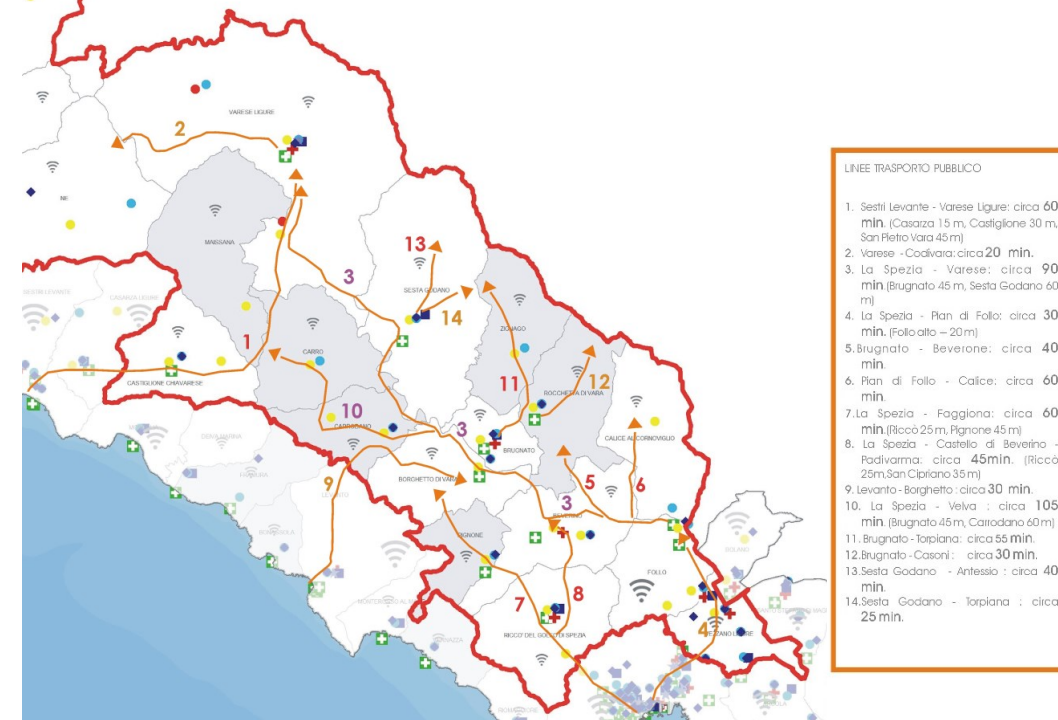 2
VARESE LIGURE
NE
MAISSANA
13
3
SESTA GODANO
14
SESTRI LEVANTE
CASARZA LIGURE
ZIGNAGO
1
CARRO
CASTIGLIONE CHIAVARESE
11
12
ROCCHETTA DI VARA
10
CARRODANO
3
CALICE AL CORNOVIGLIO
BRUGNATO
9
BORGHETTO DI VARA
5
6
3
BEVERINO
PIGNONE
FOLLO
7
8
4
RICCO' DEL GOLFO DI SPEZIA
VEZZANO LIGURE
LINEE TRASPORTO PUBBLICO
1. Sestri Levante - Varese Ligure: circa 60
min. (Casarza 15 m, Castiglione 30 m,
San Pietro Vara 45 m)
2. Varese - Codivara: circa 20 min.
3. La Spezia - Varese: circa 90
min. (Brugnato 45 m, Sesta Godano 60
m)
4. La Spezia - Pian di Follo: circa 30
min. (Follo alto – 20 m)
5. Brugnato - Beverone: circa 40
min.
6. Pian di Follo - Calice: circa 60
min.
7. La Spezia - Faggiona: circa 60
min. (Riccò 25 m, Pignone 45 m)
8. La Spezia - Castello di Beverino -
Padivarma: circa 45min. (Riccò
25m, San Cipriano 35 m)
9. Levanto - Borghetto : circa 30 min.
10. La Spezia - Velva : circa 105
min. (Brugnato 45 m, Carrodano 60 m)
11. Brugnato - Torpiana: circa 55 min.
12. Brugnato - Casoni : circa 30 min.
13. Sesta Godano - Antessio : circa 40
min.
14. Sesta Godano - Torpiana : circa
25 min.